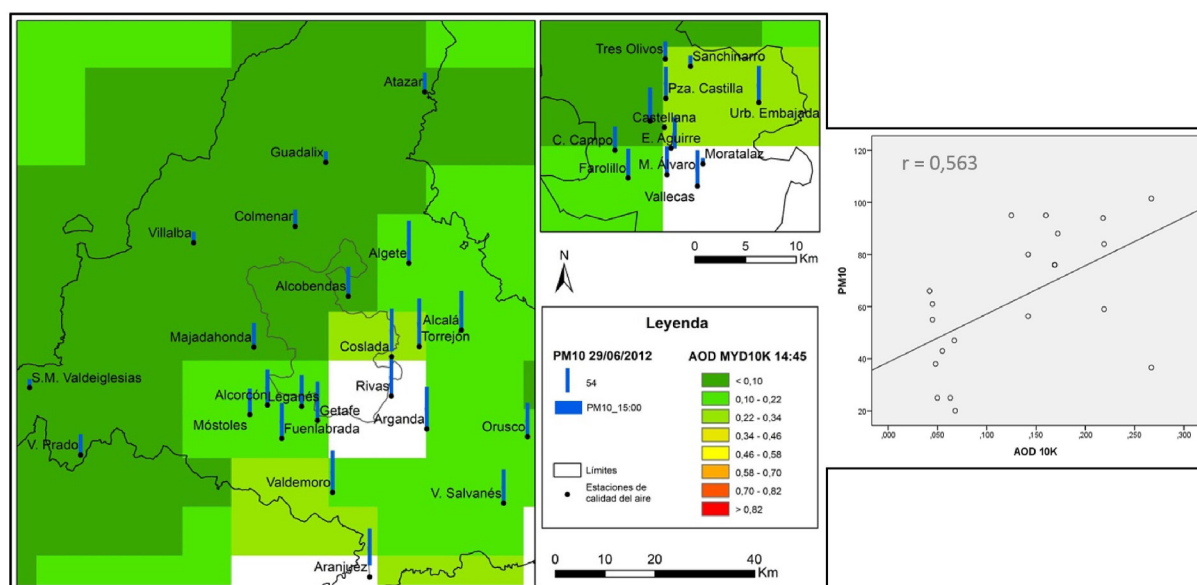 Atazar
Guadalix
Colmenar
Villalba
Algete
Alcobendas
Alcalá
Torrejón
Majadahonda
Coslada
S.M. Valdeiglesias
Rivas
Alcorcón
Leganés
Getafe
Arganda
Móstoles
Fuenlabrada
Orusco
V. Prado
Valdemoro
V. Salvanés
Aranjuez
Tres Olivos
Sanchinarro
Pza. Castilla
Urb. Embajada
Castellana
C. Campo
E. Aguirre
Moratalaz
Farolillo
M. Álvaro
Vallecas
N
0 5 10
Km
Leyenda
PM10 29/06/2012
54
PM10_15:00
Límites
Estaciones de
calidad del aire
AOD MYD10K 14:45
< 0,10
0,10 - 0,22
0,22 - 0,34
0,34 - 0,46
0,46 - 0,58
0,58 - 0,70
0,70 - 0,82
> 0,82
0 10 20 40
Km
r = 0,563
PM10
120
100
80
60
40
20
,000 ,050 ,100 ,150 ,200 ,250 ,300
AOD 10K